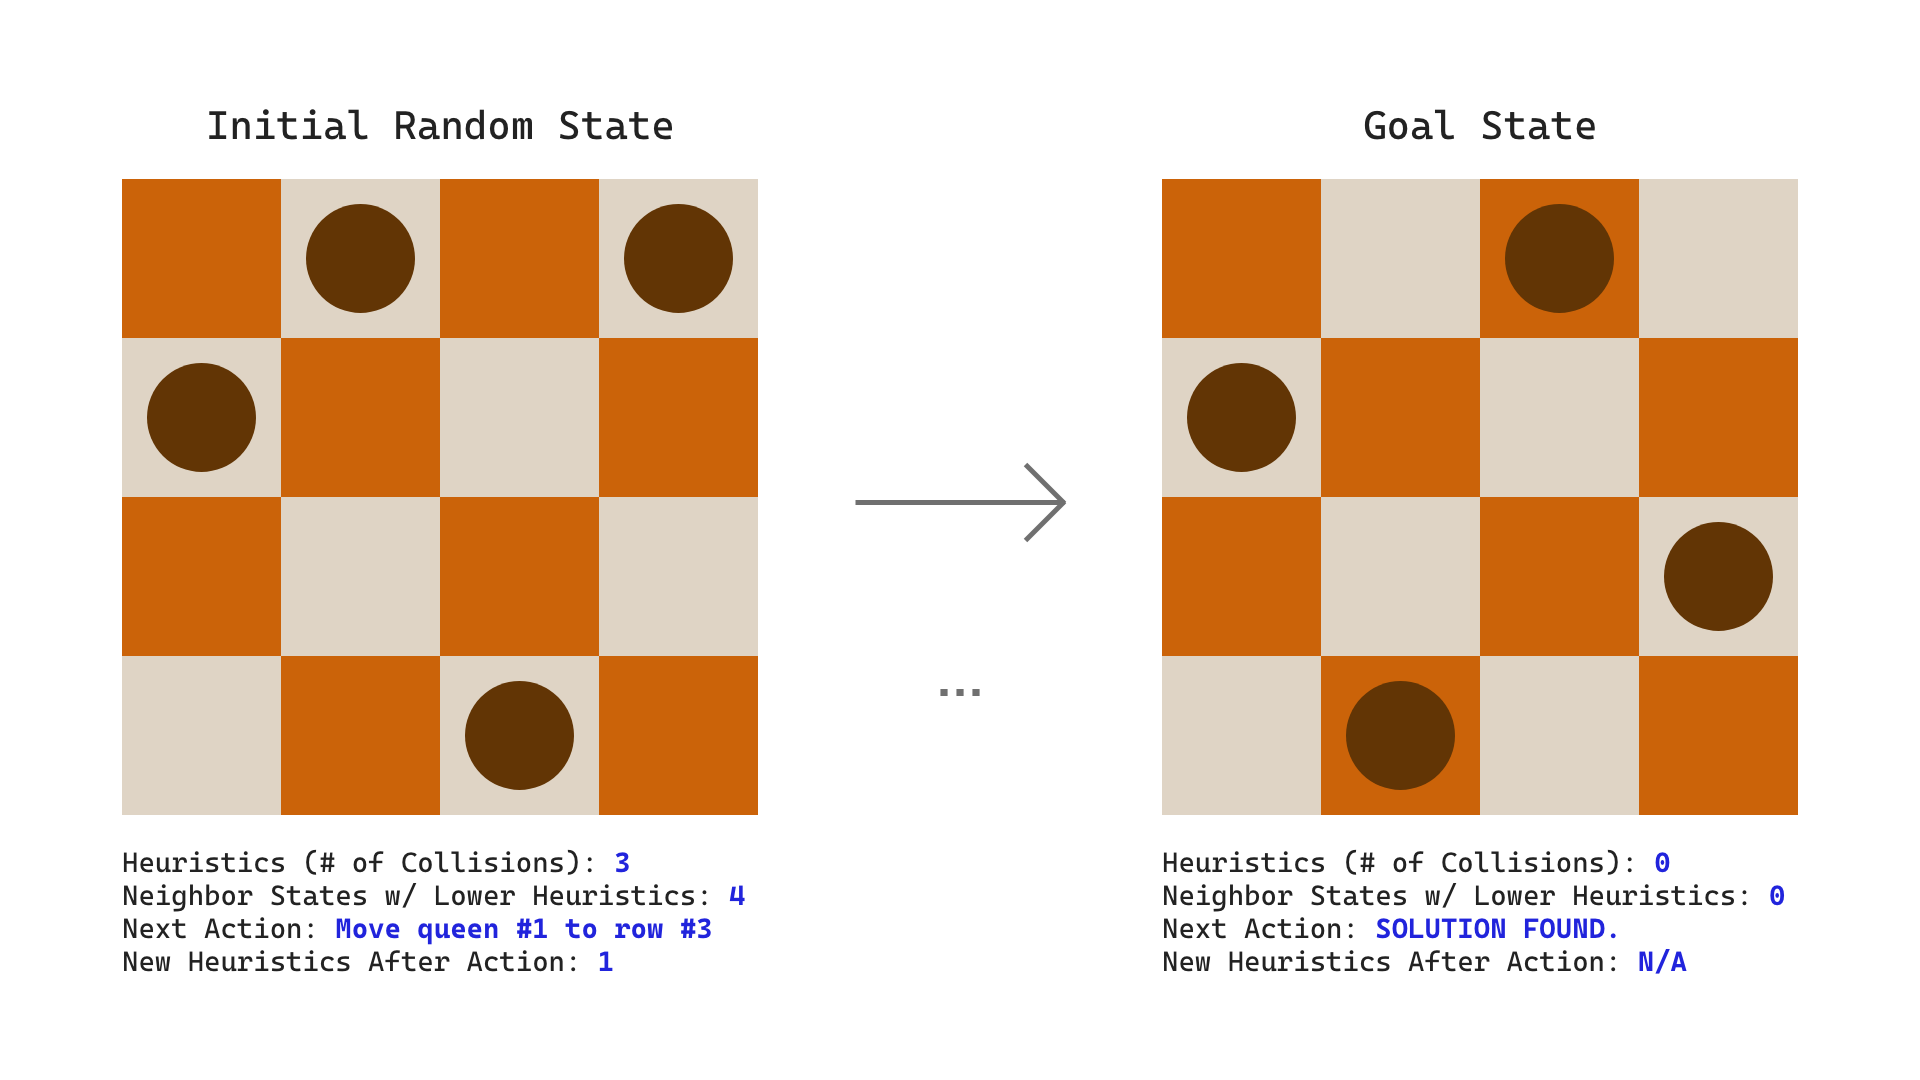 Initial Random State
Heuristics (# of Collisions): 3
Neighbor States w/ Lower Heuristics: 4
Next Action: Move queen #1 to row #3
New Heuristics After Action: 1
...
Goal State
Heuristics (# of Collisions): 0
Neighbor States w/ Lower Heuristics: 0
Next Action: SOLUTION FOUND.
New Heuristics After Action: N/A